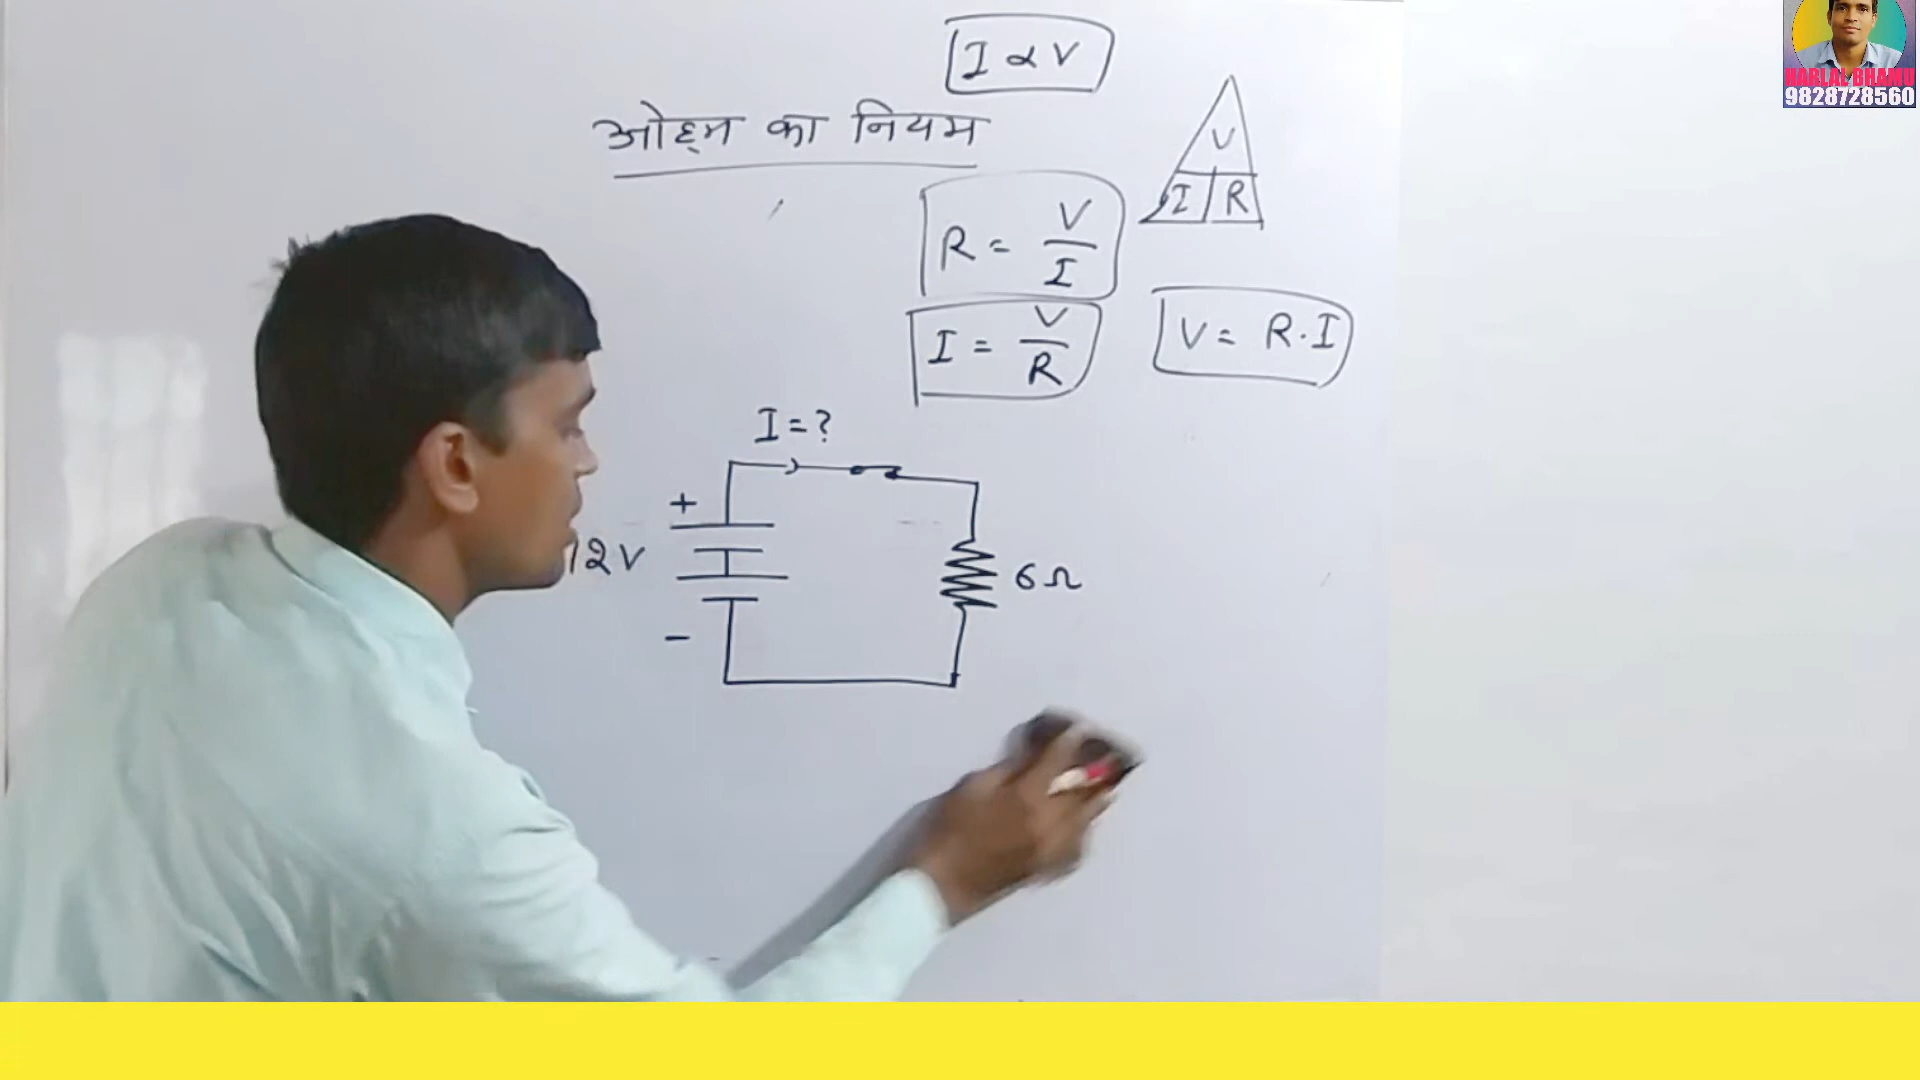 I ∝ V
ओह्म का नियम
V
I R
R = V/I
I = V/R
V = R.I
I = ?
+
12V
6Ω
-
HARLAL BHAMU
9828728560